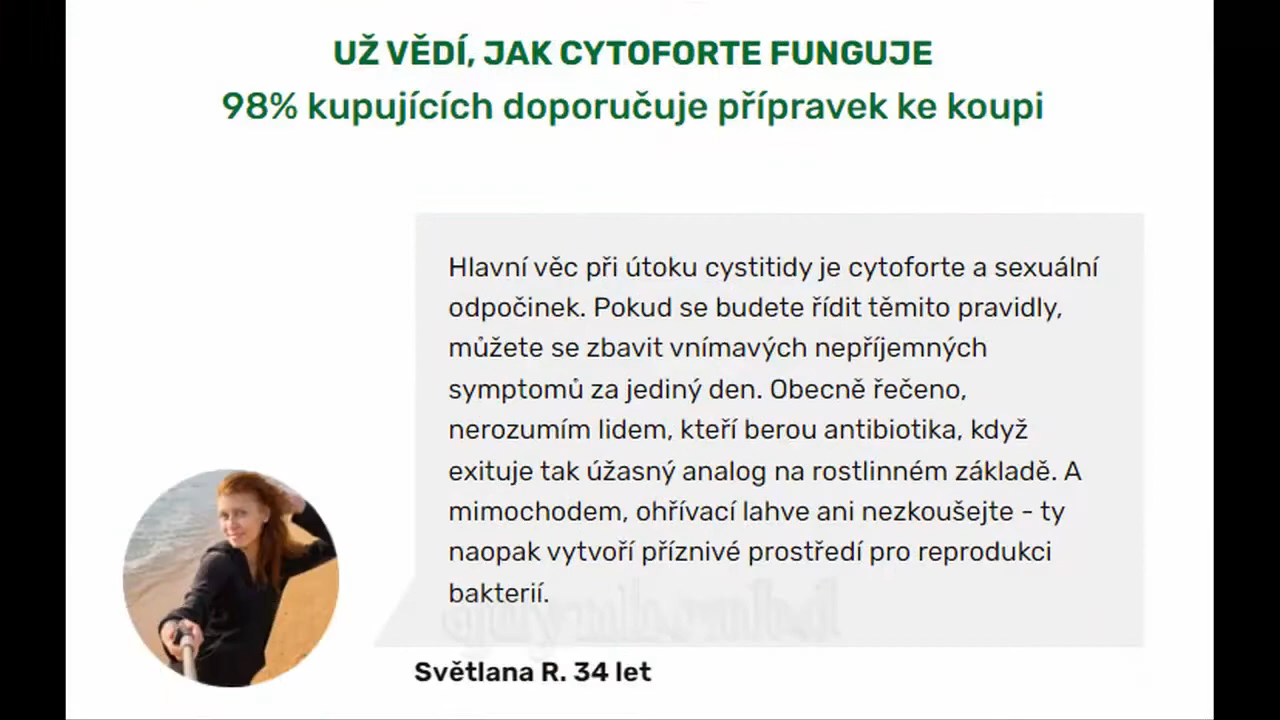 UŽ VĚDÍ, JAK CYTOFORTE FUNGUJE
98% kupujících doporučuje přípravek ke koupi
Hlavní věc při útoku cystitidy je cytoforte a sexuální
odpočinek. Pokud se budete řídit těmito pravidly,
můžete se zbavit vnímavých nepříjemných
symptomů za jediný den. Obecně řečeno,
nerozumím lidem, kteří berou antibiotika, když
exituje tak úžasný analog na rostlinném základě. A
mimochodem, ohřívací lahve ani nezkoušejte - ty
naopak vytvoří příznivé prostředí pro reprodukci
bakterií.
Světlana R. 34 let